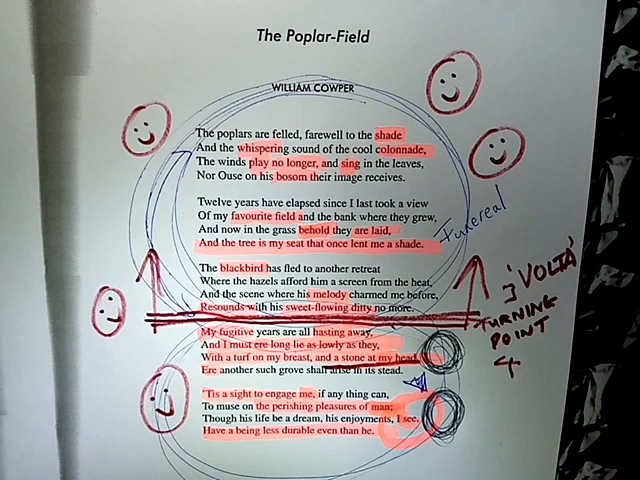 The Poplar-Field
WILLIAM COWPER
The poplars are felled, farewell to the shade
And the whispering sound of the cool colonnade,
The winds play no longer, and sing in the leaves,
Nor Ouse on his bosom their image receives.
Twelve years have elapsed since I last took a view
Of my favourite field and the bank where they grew,
And now in the grass behold they are laid,
And the tree is my seat that once lent me a shade.
Funereal
The blackbird has fled to another retreat
Where the hazels afford him a screen from the heat,
And the scene where his melody charmed me before,
Resounds with his sweet-flowing ditty no more.
'VOLTA'
TURNING
POINT
My fugitive years are all hasting away,
And I must ere long lie as lowly as they,
With a turf on my breast, and a stone at my head,
Ere another such grove shall arise in its stead.
'Tis a sight to engage me, if any thing can,
To muse on the perishing pleasures of man;
Though his life be a dream, his enjoyments, I see,
Have a being less durable even than he.